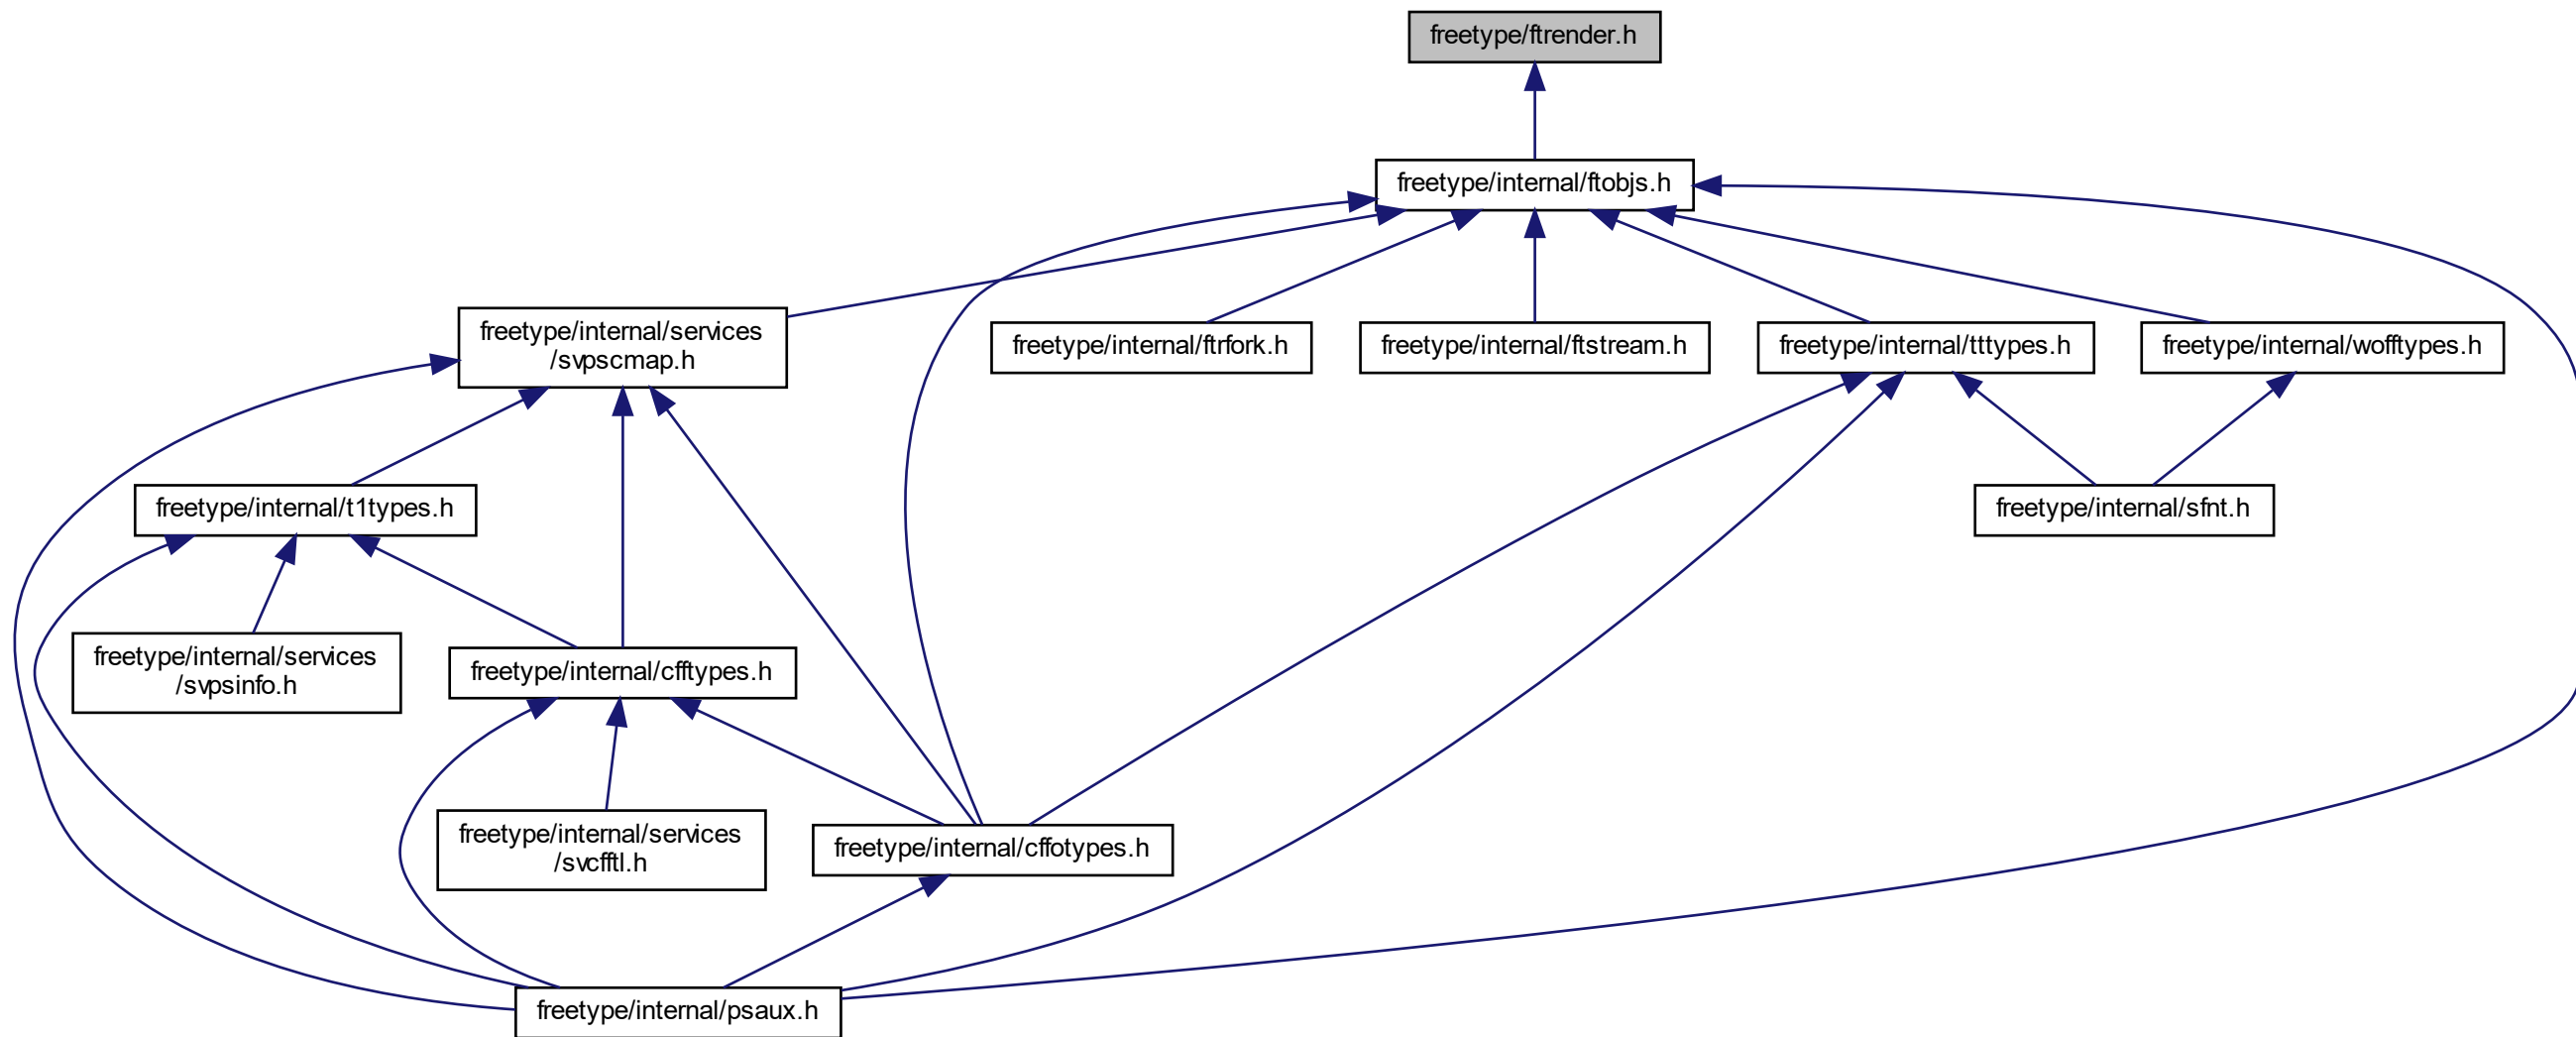 freetype/ftrender.h
freetype/internal/ftobjs.h
freetype/internal/services
/svpscmap.h
freetype/internal/ftrfork.h
freetype/internal/ftstream.h
freetype/internal/tttypes.h
freetype/internal/wofftypes.h
freetype/internal/t1types.h
freetype/internal/sfnt.h
freetype/internal/services
/svpsinfo.h
freetype/internal/cfftypes.h
freetype/internal/services
/svcfftl.h
freetype/internal/cffotypes.h
freetype/internal/psaux.h